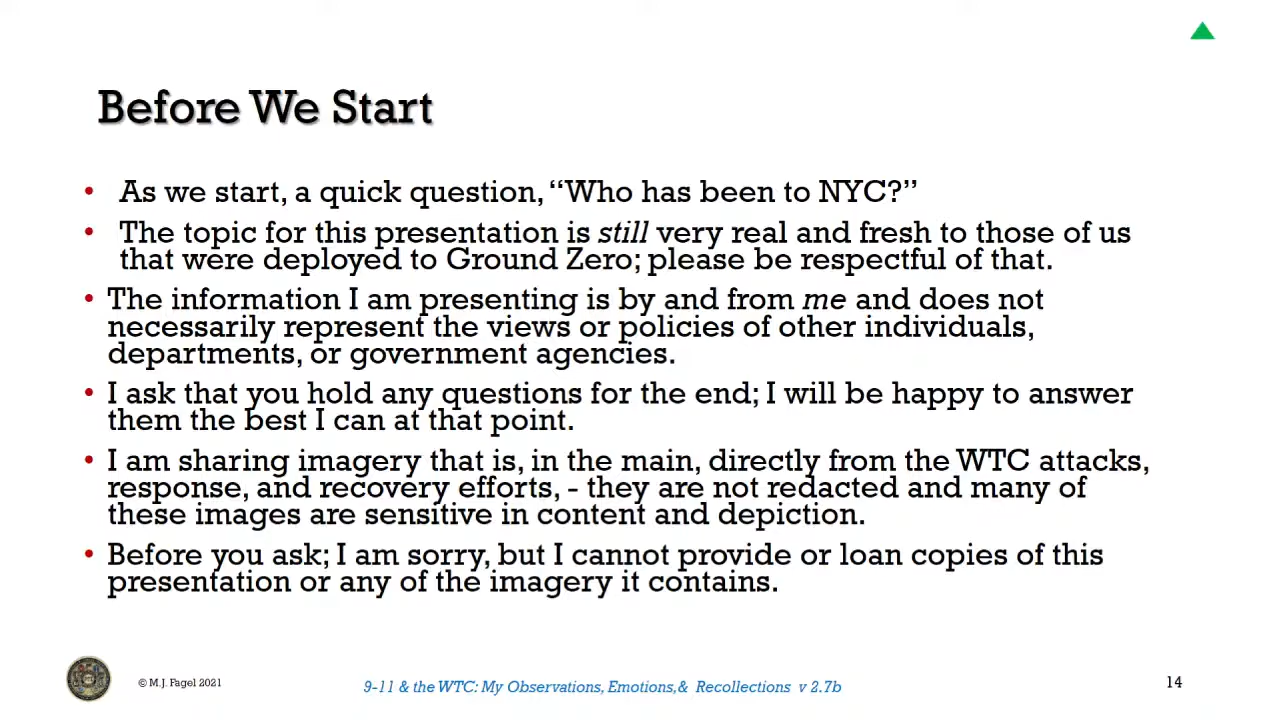 Before We Start
• As we start, a quick question, “Who has been to NYC?”
• The topic for this presentation is still very real and fresh to those of us
that were deployed to Ground Zero; please be respectful of that.
• The information I am presenting is by and from me and does not
necessarily represent the views or policies of other individuals,
departments, or government agencies.
• I ask that you hold any questions for the end; I will be happy to answer
them the best I can at that point.
• I am sharing imagery that is, in the main, directly from the WTC attacks,
response, and recovery efforts, - they are not redacted and many of
these images are sensitive in content and depiction.
• Before you ask; I am sorry, but I cannot provide or loan copies of this
presentation or any of the imagery it contains.
© M.J. Fagel 2021
9-11 & the WTC: My Observations, Emotions,& Recollections v 2.7b
14